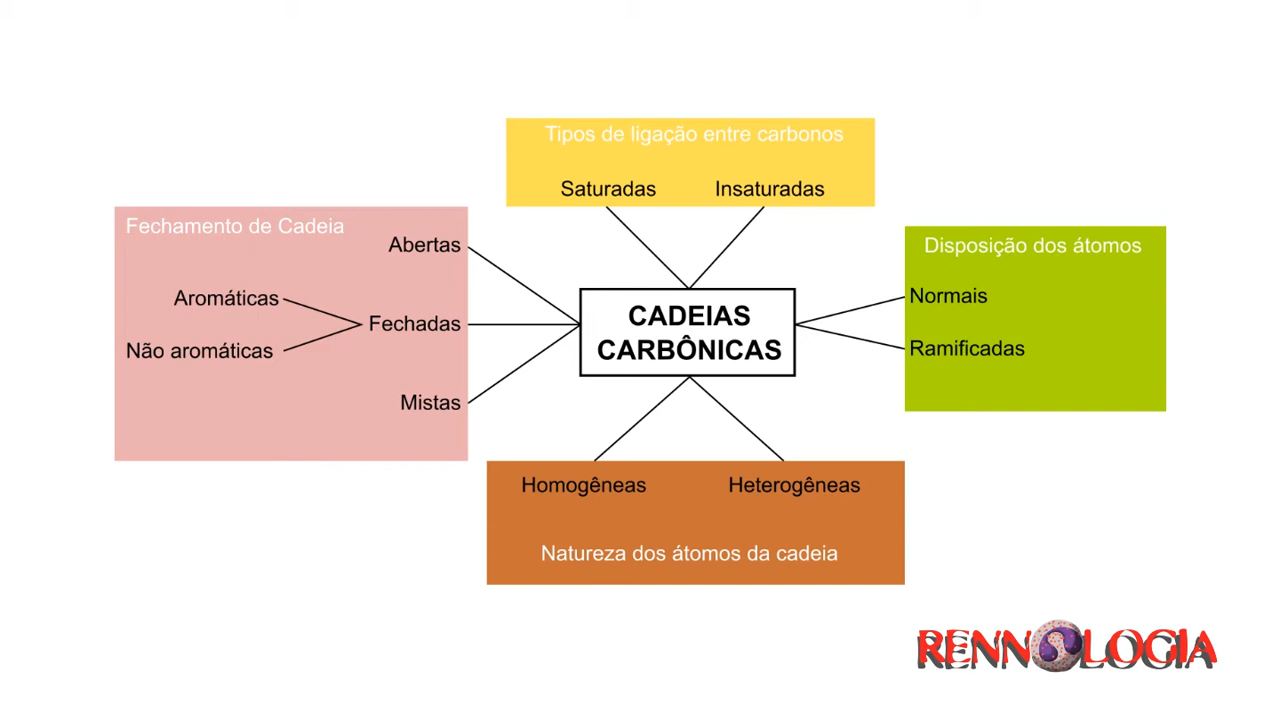 Tipos de ligação entre carbonos
Saturadas Insaturadas
Fechamento de Cadeia
Abertas
Aromáticas
Fechadas
Não aromáticas
Mistas
CADEIAS
CARBÔNICAS
Disposição dos átomos
Normais
Ramificadas
Homogêneas Heterogêneas
Natureza dos átomos da cadeia
RENNOLOGIA